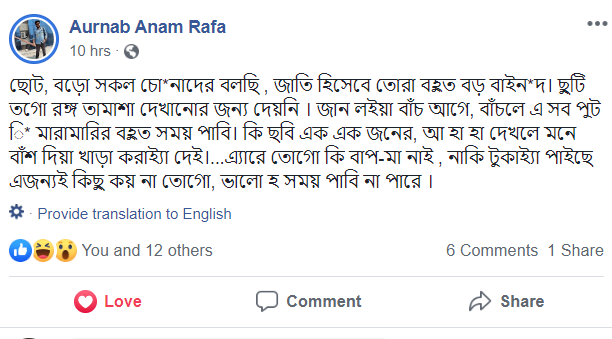 Aurnab Anam Rafa
10 hrs ·
ছোট, বড়ো সকল চো*নাদের বলছি , জাতি হিসেবে তোরা বহুত বড় বাইন*দ। ছুটি
তগো রঙ্গ তামাশা দেখানোর জন্য দেয়নি । জান লইয়া বাঁচ আগে, বাঁচলে এ সব পুট
ি* মারামারির বহুত সময় পাবি। কি ছবি এক এক জনের, আ হা হা দেখলে মনে
বাঁশ দিয়া খাড়া করাইয়া দেই।...এ্যারে তোগো কি বাপ-মা নাই , নাকি টুকাইয়া পাইছে
এজন্যই কিছু কয় না তোগো, ভালো হ সময় পাবি না পারে ।
· Provide translation to English
You and 12 others 6 Comments 1 Share
Love Comment Share